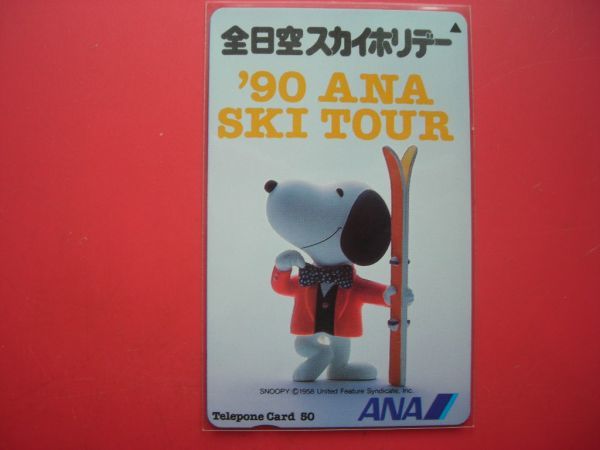 全日空スカイホリデー
'90 ANA
SKI TOUR
SNOOPY ©1958 United Feature Syndicate, Inc.
Telepone Card 50
ANA